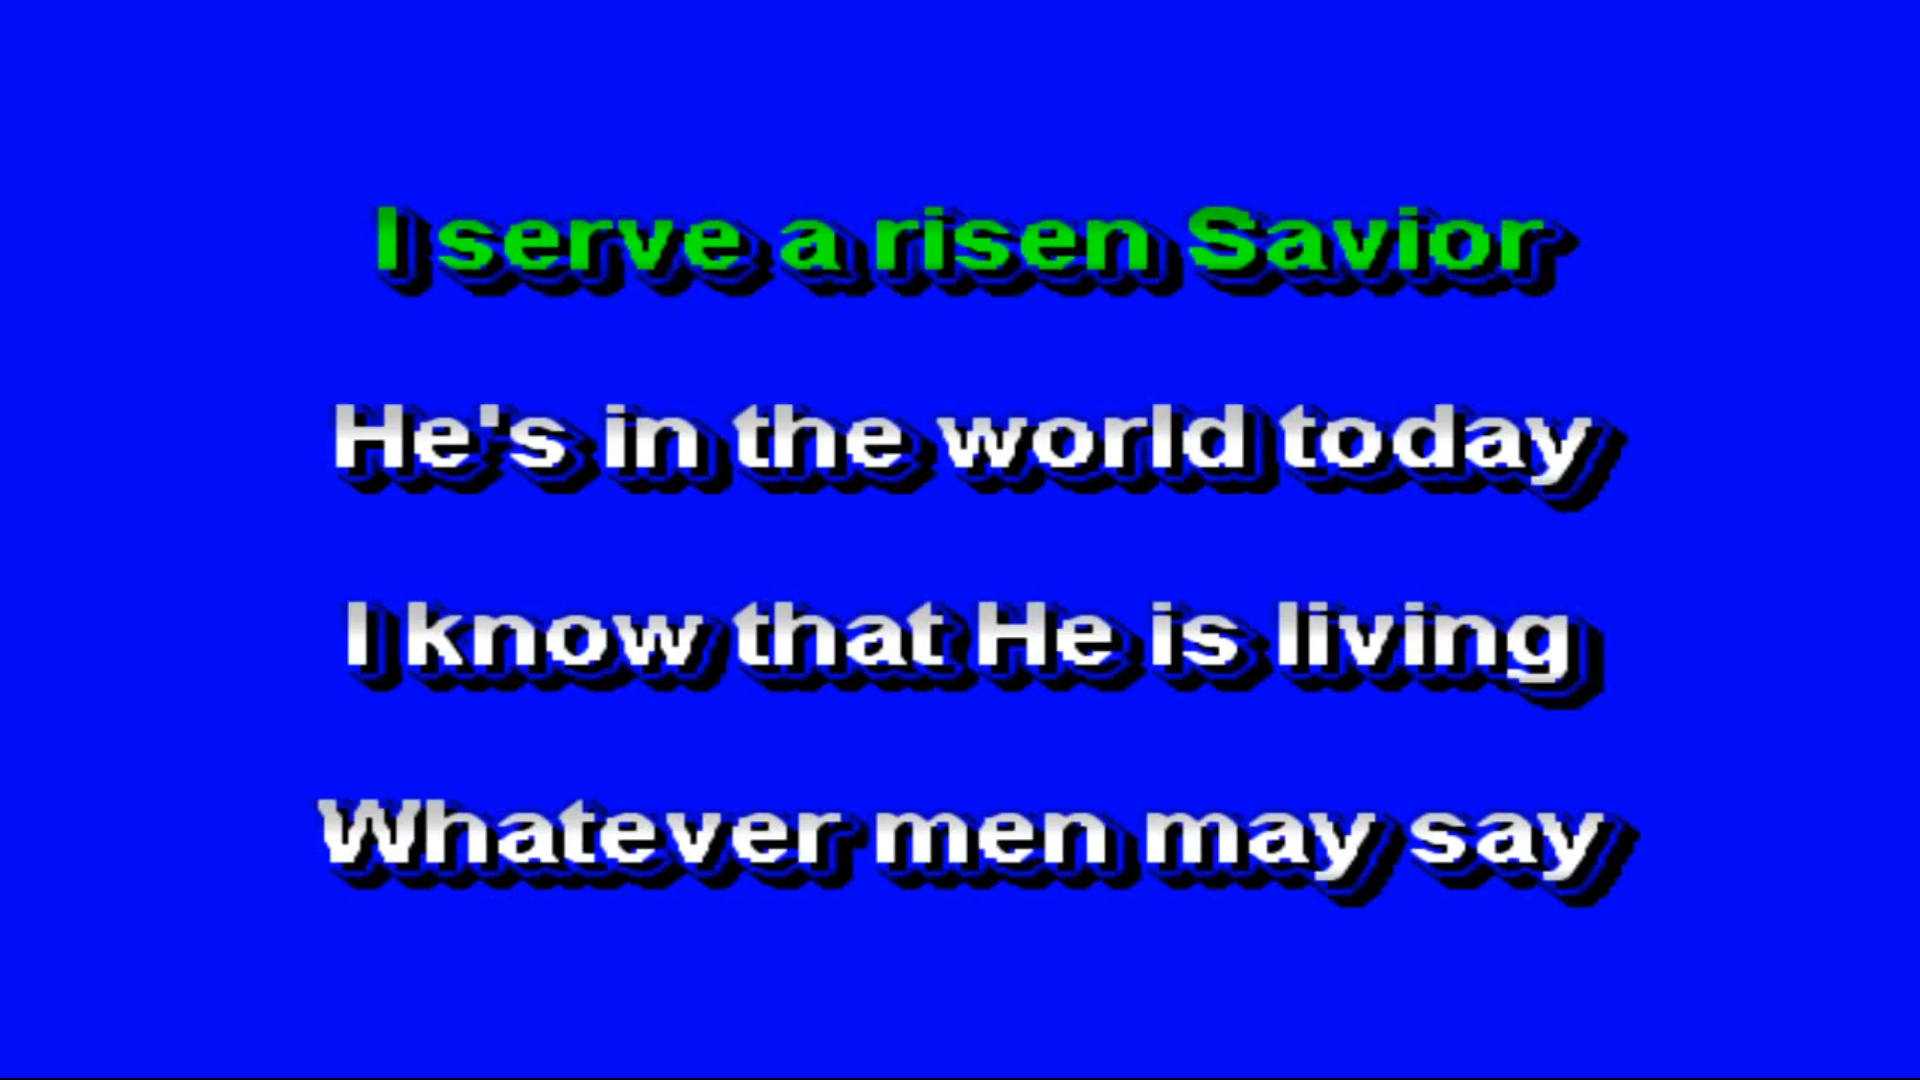 I serve a risen Savior
He's in the world today
I know that He is living
Whatever men may say